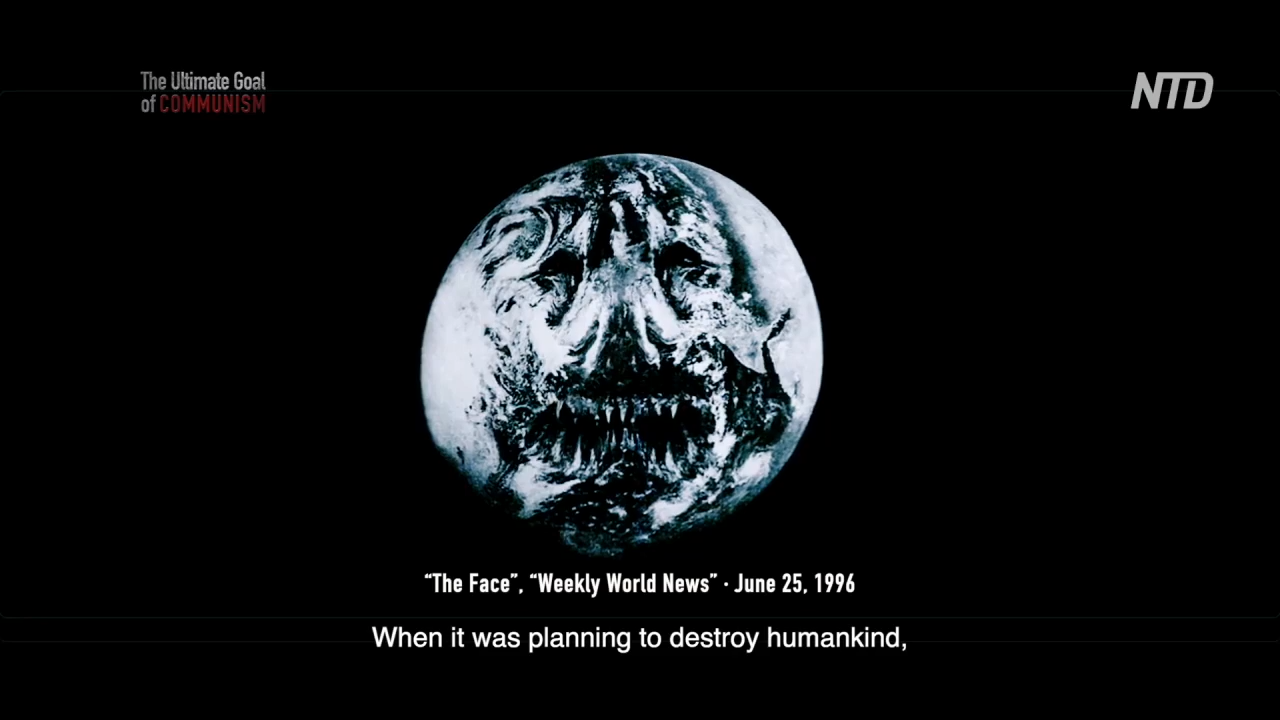 The Ultimate Goal
of COMMUNISM
NTD
“The Face”, “Weekly World News” · June 25, 1996
When it was planning to destroy humankind,